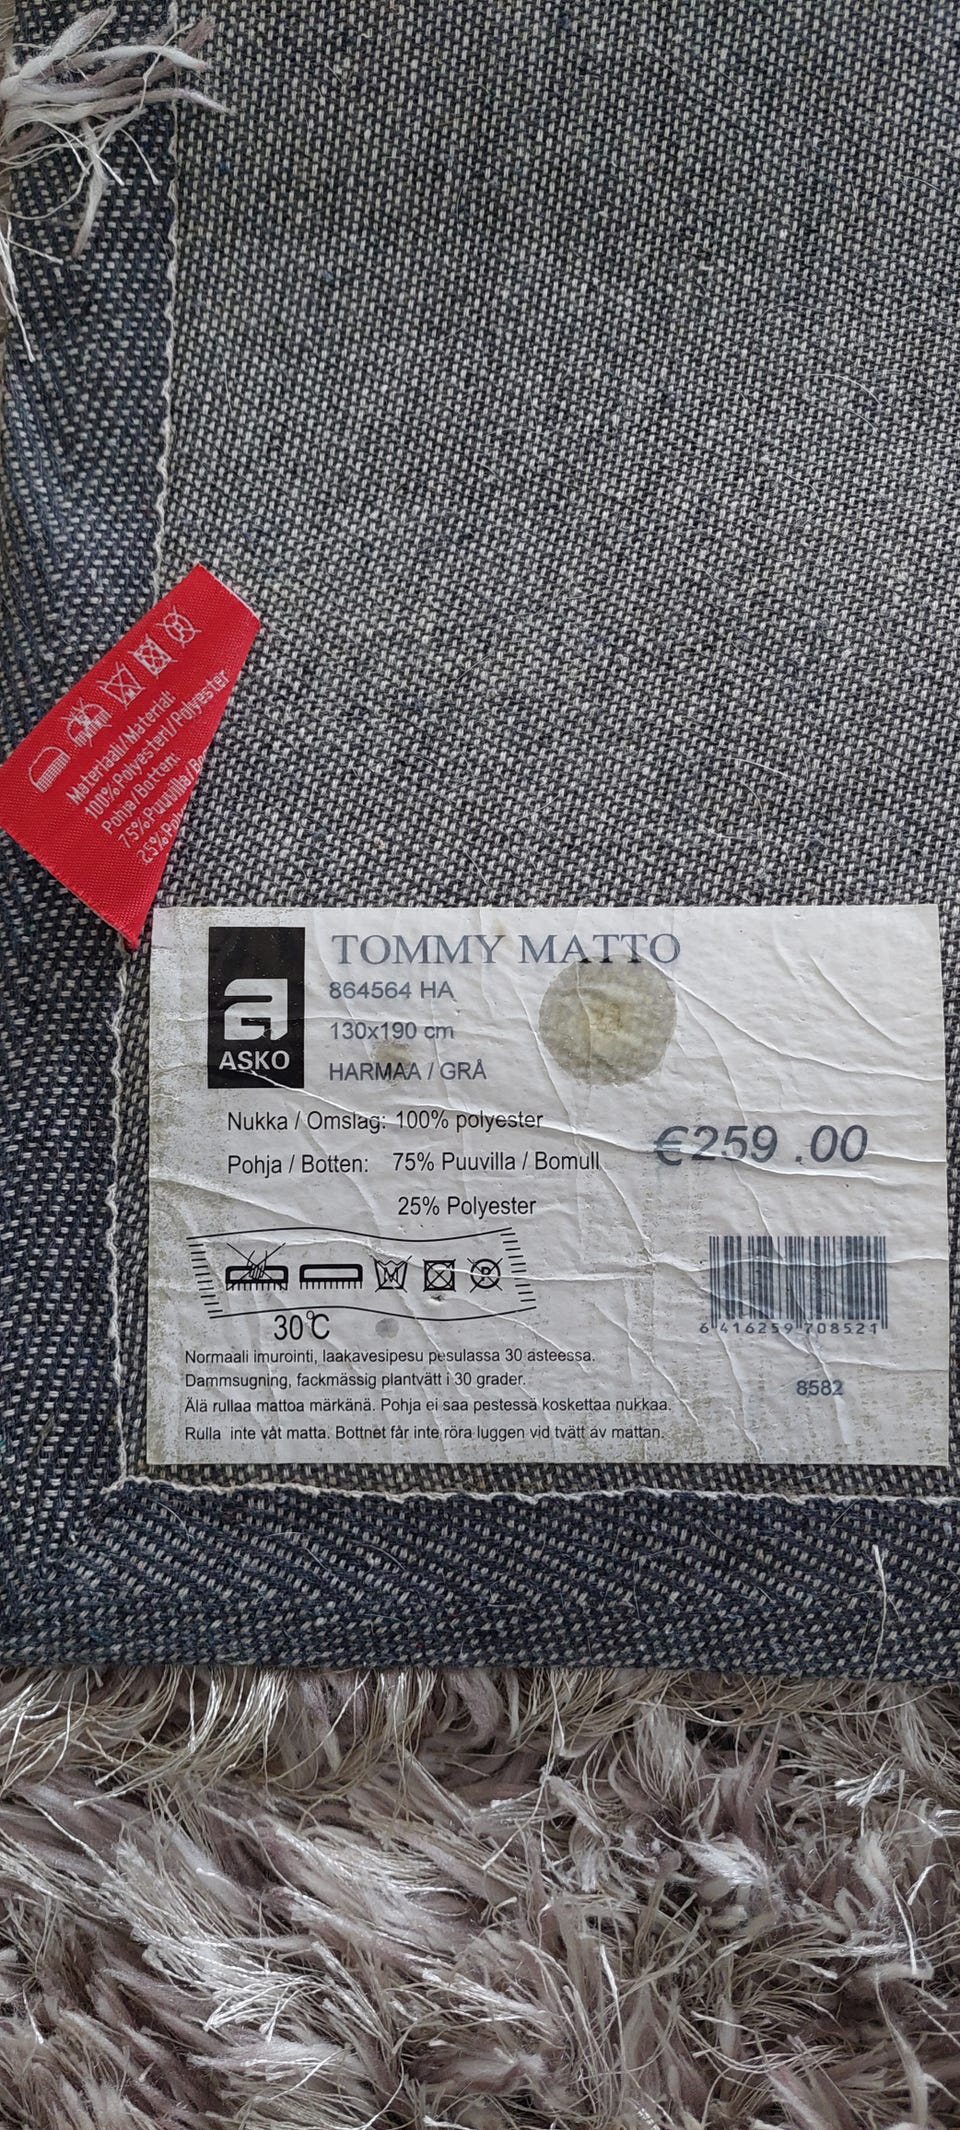 Materiaali/Material:
100%Polyesteri/Polyester
Pohja/Botten:
75%Puuvilla/
25%
ASKO
TOMMY MATTO
864564 HA
130x190 cm
HARMAA / GRÅ
Nukka / Omslag: 100% polyester
Pohja / Botten: 75% Puuvilla / Bomull
25% Polyester
€259 .00
30°C
6 416259 708521
8582
Normaali imurointi, laakavesipesu pesulassa 30 asteessa.
Dammsugning, fackmässig plantvätt i 30 grader.
Älä rullaa mattoa märkänä. Pohja ei saa pestessä koskettaa nukkaa.
Rulla inte våt matta. Bottnet får inte röra luggen vid tvätt av mattan.